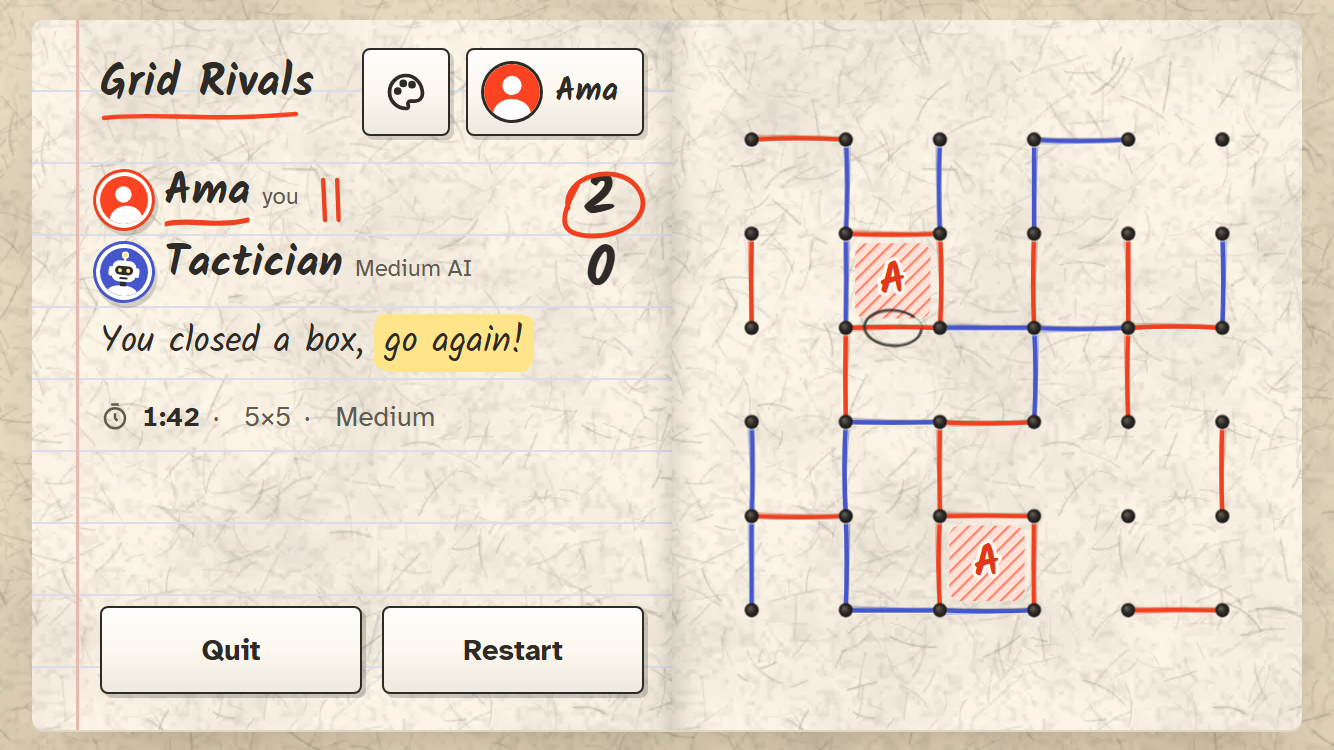 Grid Rivals
Ama
Ama you 2
Tactician Medium AI 0
You closed a box, go again!
1:42 · 5×5 · Medium
Quit Restart
A
A